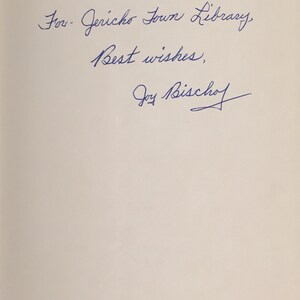 For- Jericho Town Library,
Best wishes,
Joy Bischof